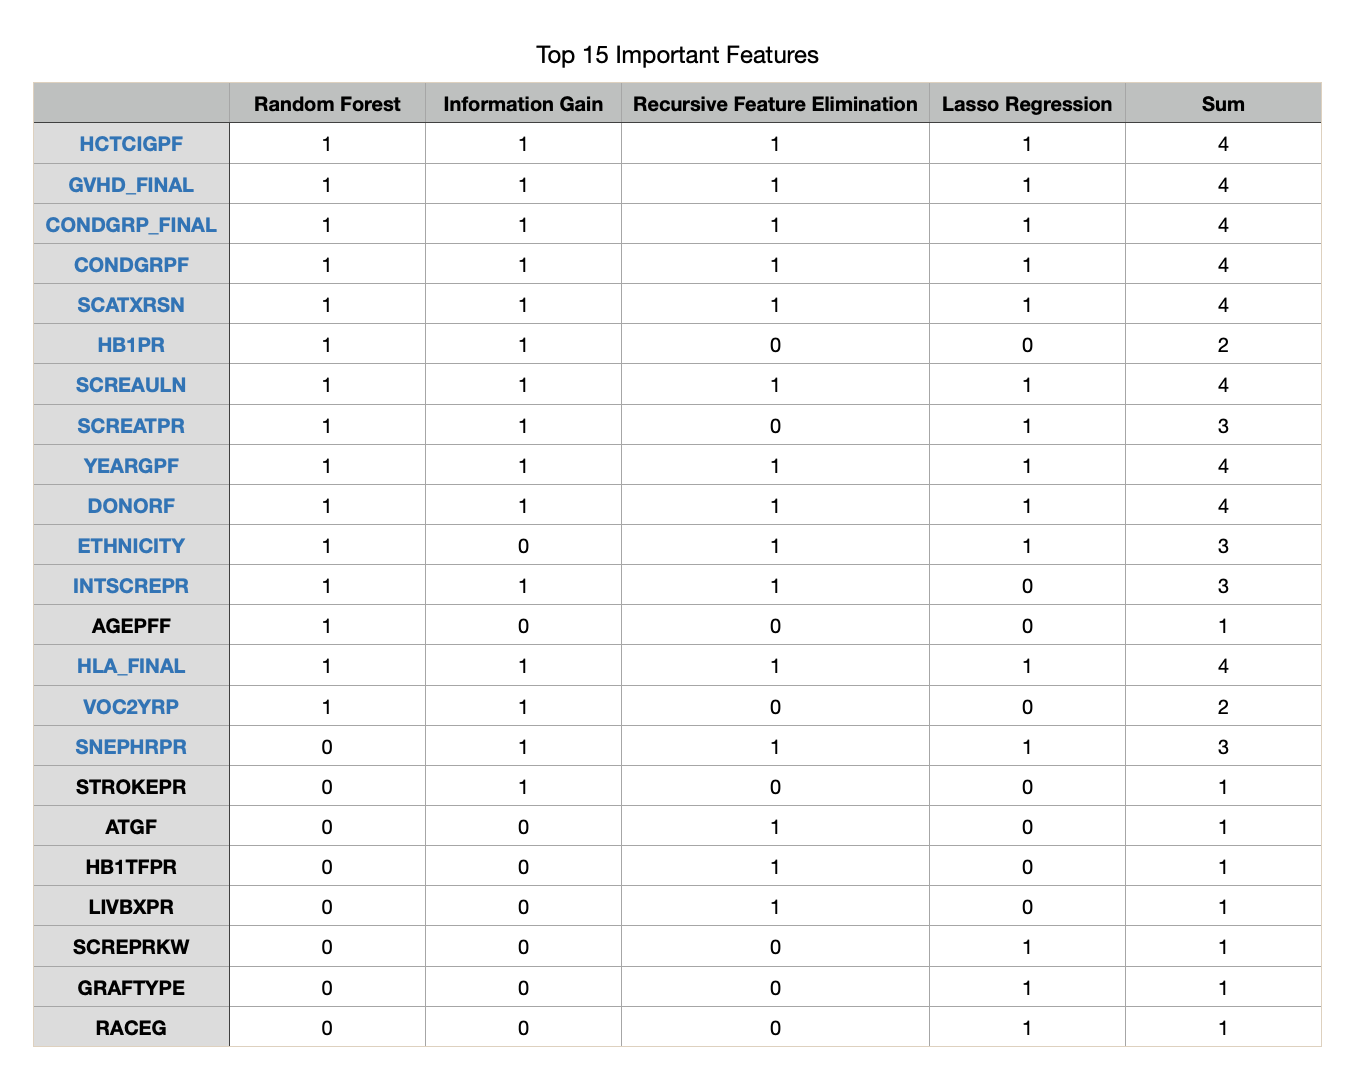 Top 15 Important Features
Random Forest Information Gain Recursive Feature Elimination Lasso Regression Sum
HCTCIGPF 1 1 1 1 4
GVHD_FINAL 1 1 1 1 4
CONDGRP_FINAL 1 1 1 1 4
CONDGRPF 1 1 1 1 4
SCATXRSN 1 1 1 1 4
HB1PR 1 1 0 0 2
SCREAULN 1 1 1 1 4
SCREATPR 1 1 0 1 3
YEARGPF 1 1 1 1 4
DONORF 1 1 1 1 4
ETHNICITY 1 0 1 1 3
INTSCREPR 1 1 1 0 3
AGEPFF 1 0 0 0 1
HLA_FINAL 1 1 1 1 4
VOC2YRP 1 1 0 0 2
SNEPHRPR 0 1 1 1 3
STROKEPR 0 1 0 0 1
ATGF 0 0 1 0 1
HB1TFPR 0 0 1 0 1
LIVBXPR 0 0 1 0 1
SCREPRKW 0 0 0 1 1
GRAFTYPE 0 0 0 1 1
RACEG 0 0 0 1 1